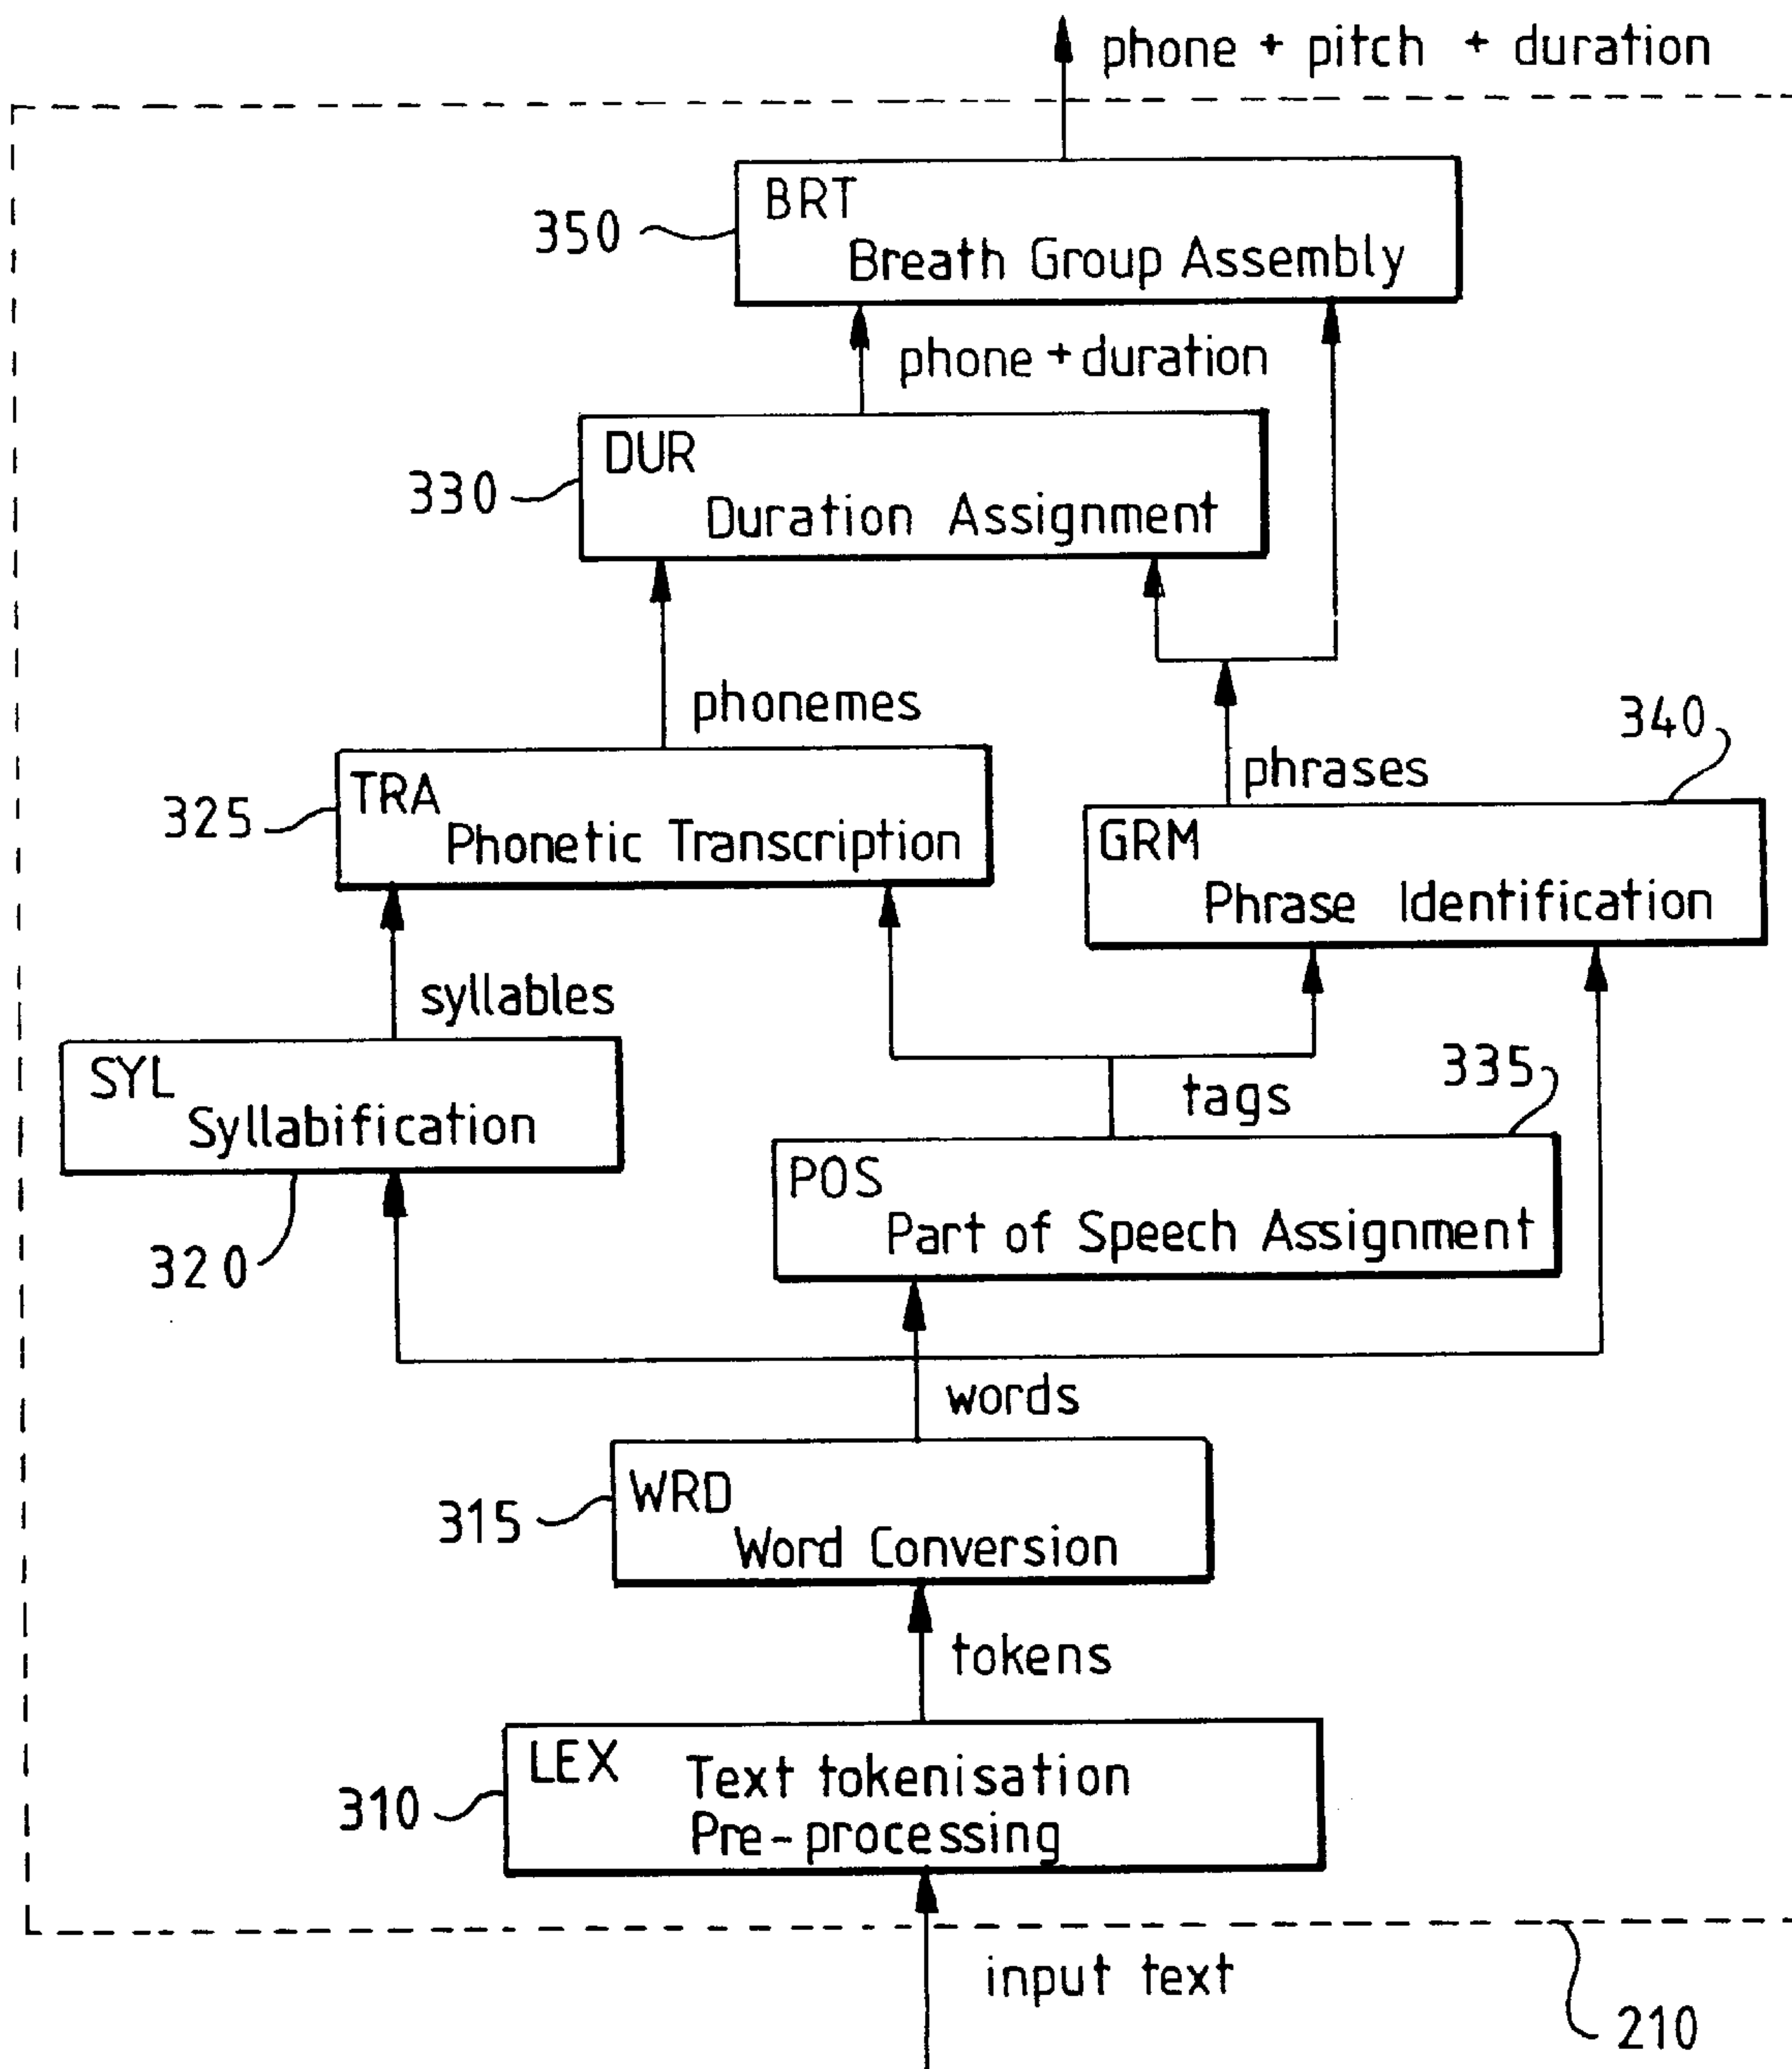 phone + pitch + duration
BRT
350
Breath Group Assembly
phone + duration
DUR
330
Duration Assignment
phonemes
340
phrases
TRA
325
Phonetic Transcription
GRM
Phrase Identification
syllables
335
SYL
tags
Syllabification
POS
320
Part of Speech Assignment
words
WRD
315
Word Conversion
tokens
LEX
Text tokenisation
310
Pre-processing
input text
210